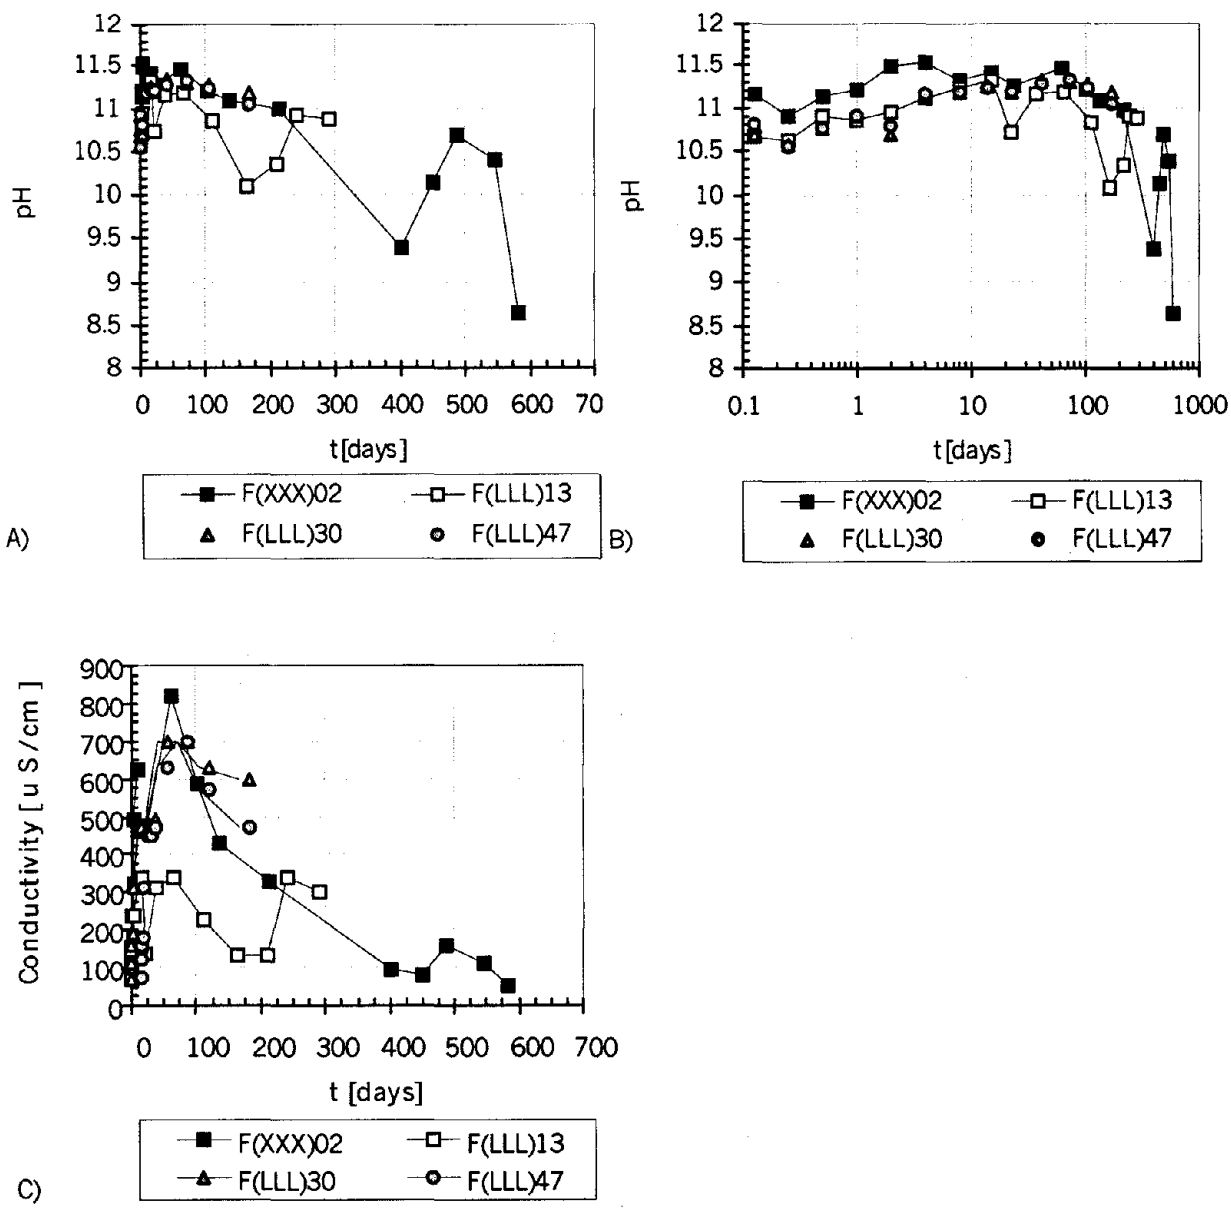 12
11.5
11
10.5
10
9.5
9
8.5
8
pH
0 100 200 300 400 500 600 70
t[days]
F(XXX)02 F(LLL)13
F(LLL)30 F(LLL)47
A)
12
11.5
11
10.5
10
9.5
9
8.5
8
pH
0.1 1 10 100 1000
t[days]
F(XXX)02 F(LLL)13
F(LLL)30 F(LLL)47
B)
900
800
700
600
500
400
300
200
100
0
Conductivity [u S/cm]
0 100 200 300 400 500 600 700
t [days]
F(XXX)02 F(LLL)13
F(LLL)30 F(LLL)47
C)